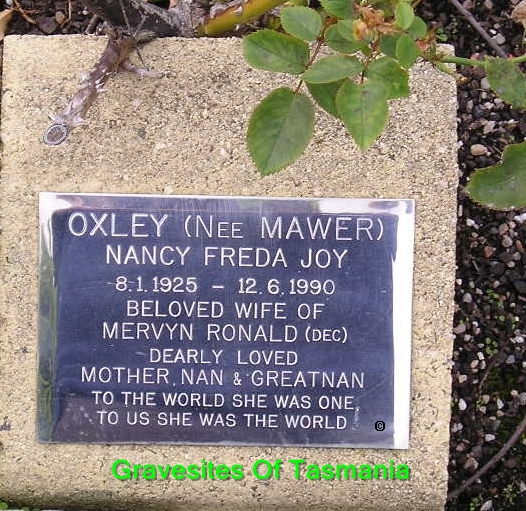 OXLEY (NEE MAWER)
NANCY FREDA JOY
8.1.1925 - 12.6.1990
BELOVED WIFE OF
MERVYN RONALD (DEC)
DEARLY LOVED
MOTHER, NAN & GREATNAN
TO THE WORLD SHE WAS ONE,
TO US SHE WAS THE WORLD
©
Gravesites Of Tasmania